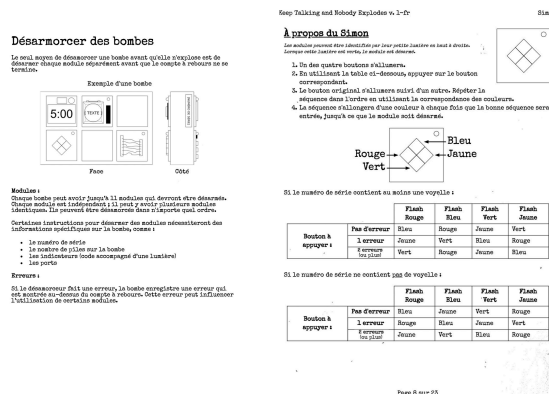 Désarmorcer des bombes
Le seul moyen de désarmorcer une bombe avant qu'elle n'explose est de
désarmer chaque module séparément avant que le compte à rebours ne se
termine.
Exemple d'une bombe
5:00
TEXTE
Face
Côté
Modules :
Chaque bombe peut avoir jusqu'à 11 modules qui devront être désarmés.
Chaque module est indépendant ; il peut y avoir plusieurs modules
identiques. Ils peuvent être désamorcés dans n'importe quel ordre.
Certaines instructions pour désarmer des modules nécessiteront des
informations spécifiques sur la bombe, comme :
• le numéro de série
• le nombre de piles sur la bombe
• les indicateurs (code accompagné d'une lumière)
• les ports
Erreurs :
Si le désamorceur fait une erreur, la bombe enregistre une erreur qui
est montrée au-dessus du compte à rebours. Cette erreur peut influencer
l'utilisation de certains modules.
Keep Talking and Nobody Explodes v. 1-fr
Sim
À propos du Simon
Les modules peuvent être identifiés par leur petite lumière en haut à droite.
Lorsque cette lumière est verte, le module est désarmé.
1. Un des quatre boutons s'allumera.
2. En utilisant la table ci-dessous, appuyer sur le bouton
correspondant.
3. Le bouton original s'allumera suivi d'un autre. Répéter la
séquence dans l'ordre en utilisant la correspondance des couleurs.
4. La séquence s'allongera d'une couleur à chaque fois que la bonne séquence sera
entrée, jusqu'à ce que le module soit désarmé.
Bleu
Rouge
Jaune
Vert
Si le numéro de série contient au moins une voyelle :
Flash Rouge Flash Bleu Flash Vert Flash Jaune
Bouton à appuyer :
Pas d'erreur Bleu Rouge Jaune Vert
1 erreur Jaune Vert Bleu Rouge
2 erreurs (ou plus) Vert Rouge Jaune Bleu
Si le numéro de série ne contient pas de voyelle :
Flash Rouge Flash Bleu Flash Vert Flash Jaune
Bouton à appuyer :
Pas d'erreur Bleu Jaune Vert Rouge
1 erreur Rouge Bleu Jaune Vert
2 erreurs (ou plus) Jaune Vert Bleu Rouge
Page 8 sur 23